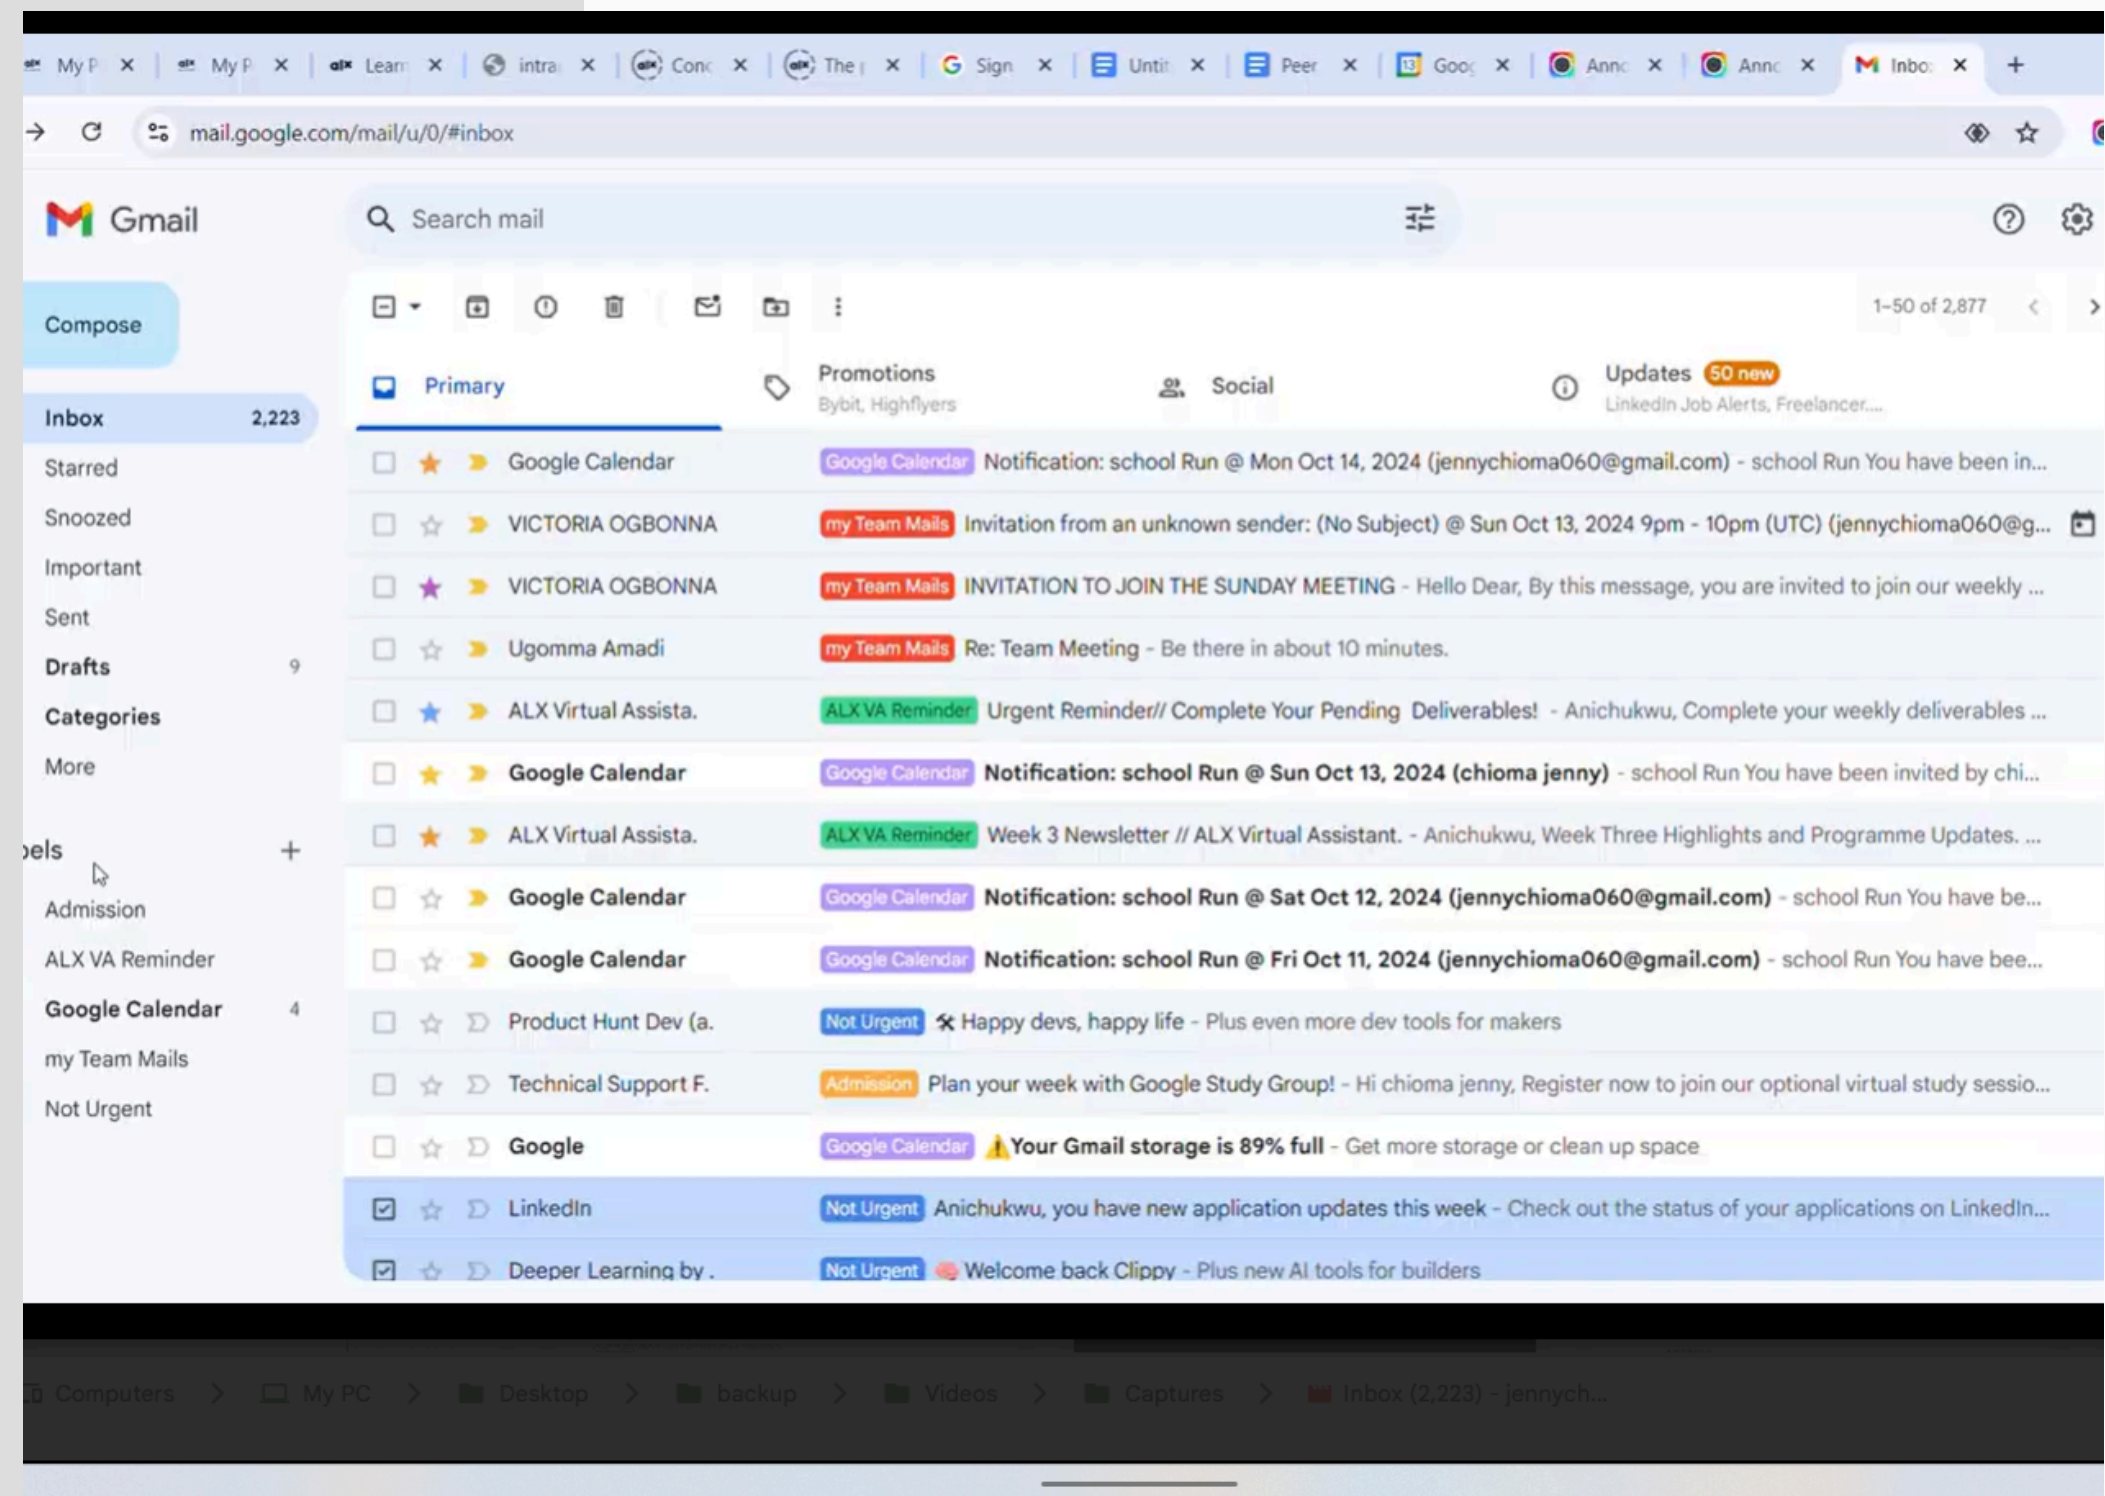 My P
My P
Learn
intra
Conc
The
Sign
Untit
Peer
13
Goog
Annc
Annc
Inbo
mail.google.com/mail/u/0/#inbox
Gmail
Search mail
Compose
1–50 of 2,877
Primary
Promotions
Bybit, Highflyers
Social
Updates 50 new
LinkedIn Job Alerts, Freelancer....
Inbox 2,223
Starred
Snoozed
Important
Sent
Drafts 9
Categories
More
els
Admission
ALX VA Reminder
Google Calendar 4
my Team Mails
Not Urgent
Google Calendar Google Calendar Notification: school Run @ Mon Oct 14, 2024 (jennychioma060@gmail.com) - school Run You have been in...
VICTORIA OGBONNA my Team Mails Invitation from an unknown sender: (No Subject) @ Sun Oct 13, 2024 9pm - 10pm (UTC) (jennychioma060@g...
VICTORIA OGBONNA my Team Mails INVITATION TO JOIN THE SUNDAY MEETING - Hello Dear, By this message, you are invited to join our weekly ...
Ugomma Amadi my Team Mails Re: Team Meeting - Be there in about 10 minutes.
ALX Virtual Assista. ALX VA Reminder Urgent Reminder// Complete Your Pending Deliverables! - Anichukwu, Complete your weekly deliverables ...
Google Calendar Google Calendar Notification: school Run @ Sun Oct 13, 2024 (chioma jenny) - school Run You have been invited by chi...
ALX Virtual Assista. ALX VA Reminder Week 3 Newsletter // ALX Virtual Assistant. - Anichukwu, Week Three Highlights and Programme Updates. ...
Google Calendar Google Calendar Notification: school Run @ Sat Oct 12, 2024 (jennychioma060@gmail.com) - school Run You have be...
Google Calendar Google Calendar Notification: school Run @ Fri Oct 11, 2024 (jennychioma060@gmail.com) - school Run You have bee...
Product Hunt Dev (a. Not Urgent 🛠 Happy devs, happy life - Plus even more dev tools for makers
Technical Support F. Admission Plan your week with Google Study Group! - Hi chioma jenny, Register now to join our optional virtual study sessio...
Google Google Calendar ⚠️Your Gmail storage is 89% full - Get more storage or clean up space
LinkedIn Not Urgent Anichukwu, you have new application updates this week - Check out the status of your applications on LinkedIn...
Deeper Learning by . Not Urgent 🧠 Welcome back Clippy - Plus new AI tools for builders
Computers > My PC > Desktop > backup > Videos > Captures > Inbox (2,223) - jennych...